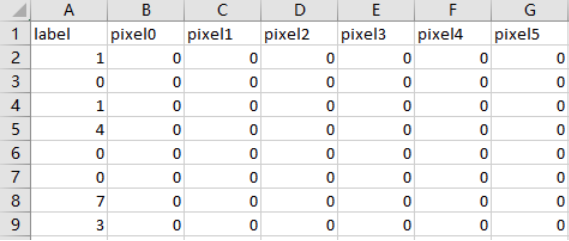 A B C D E F G
1 label pixel0 pixel1 pixel2 pixel3 pixel4 pixel5
2 1 0 0 0 0 0 0
3 0 0 0 0 0 0 0
4 1 0 0 0 0 0 0
5 4 0 0 0 0 0 0
6 0 0 0 0 0 0 0
7 0 0 0 0 0 0 0
8 7 0 0 0 0 0 0
9 3 0 0 0 0 0 0